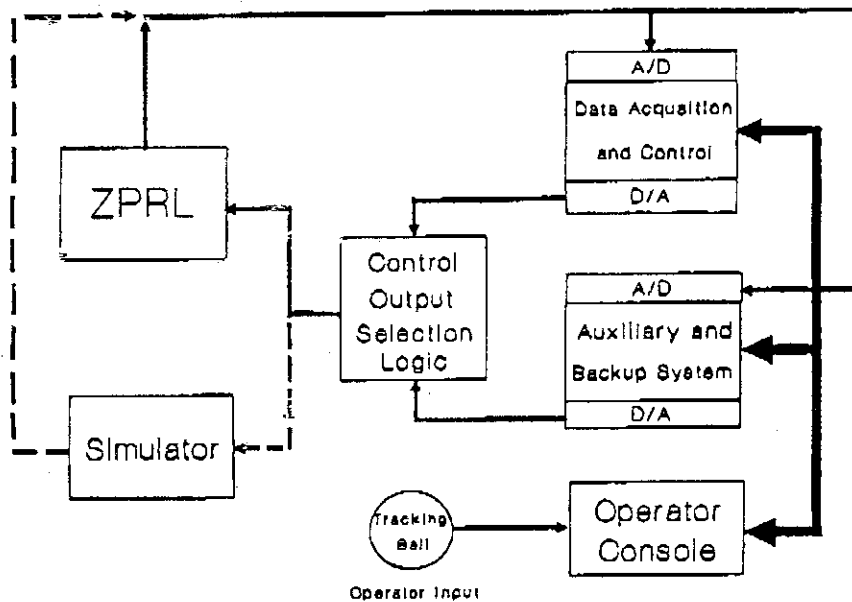 A/D
Data Acqusition
and Control
D/A
ZPRL
Control
Output
Selection
Logic
A/D
Auxiliary and
Backup System
D/A
Simulator
Tracking
Ball
Operator
Console
Operator Input